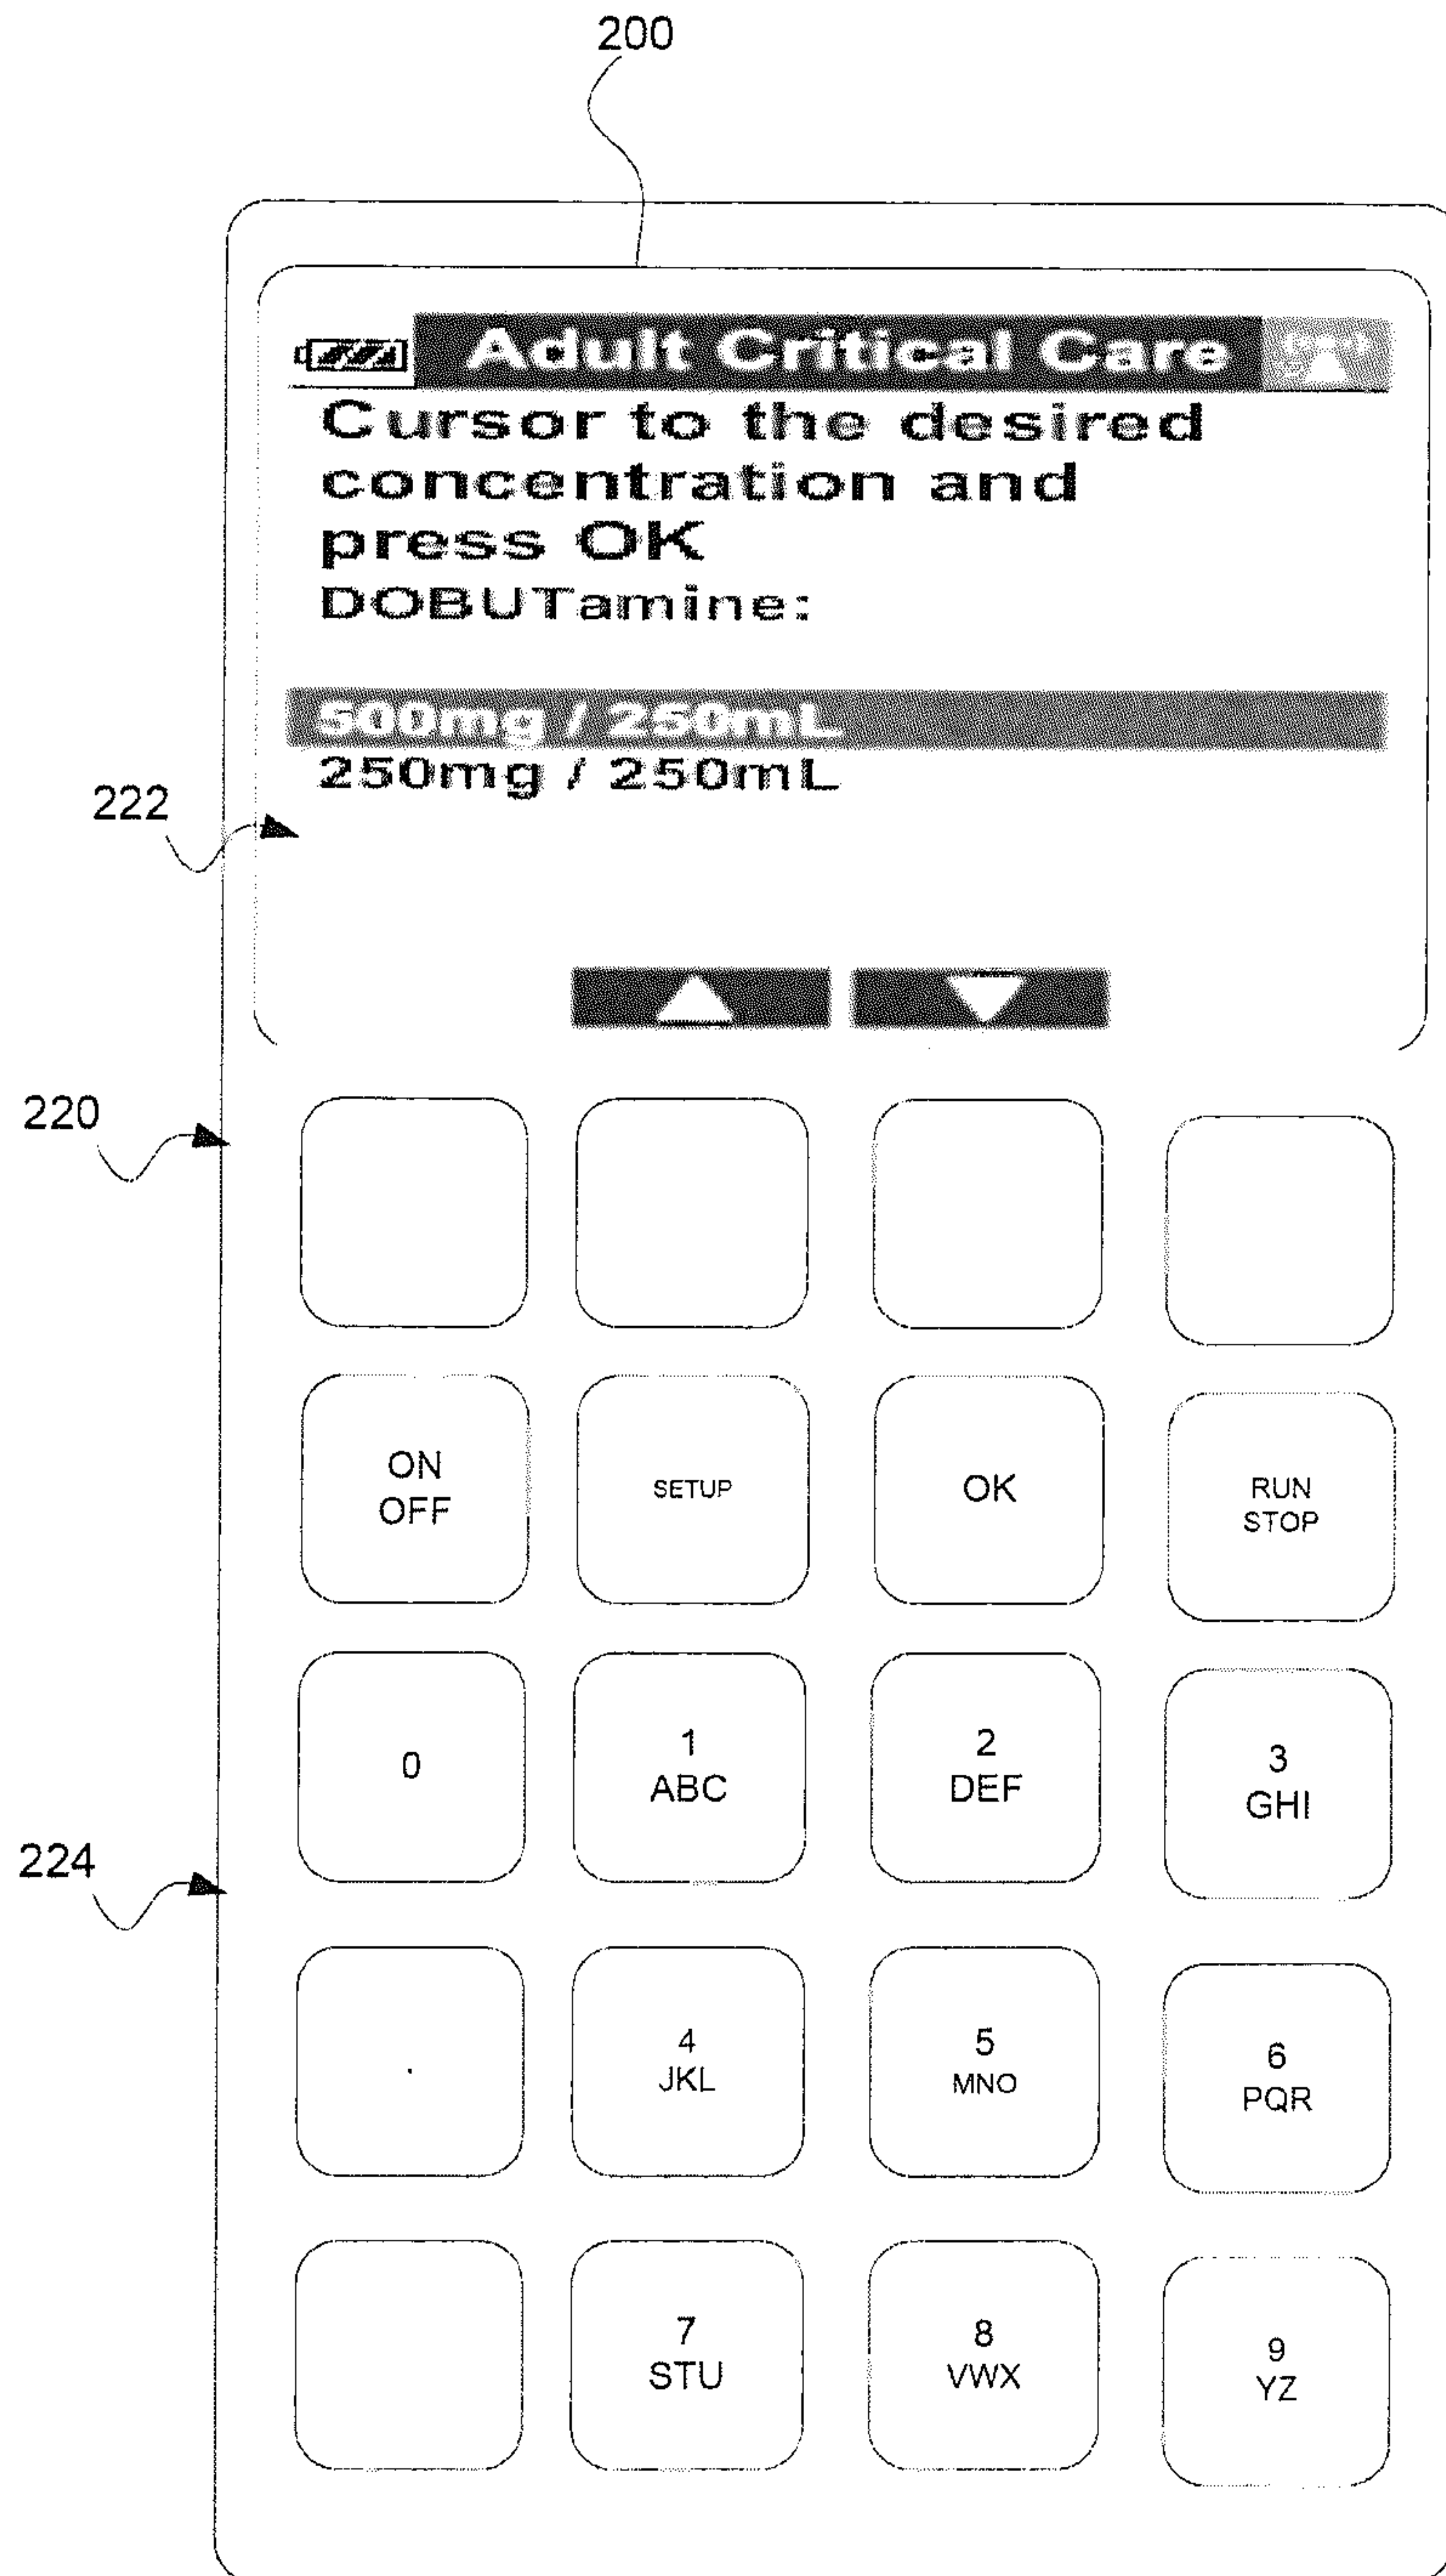 200
Adult Critical Care
Cursor to the desired
concentration and
press OK
DOBUTamine:
500mg / 250mL
250mg / 250mL
222
220
ON
OFF
SETUP
OK
RUN
STOP
0
1
ABC
2
DEF
3
GHI
224
.
4
JKL
5
MNO
6
PQR
7
STU
8
VWX
9
YZ